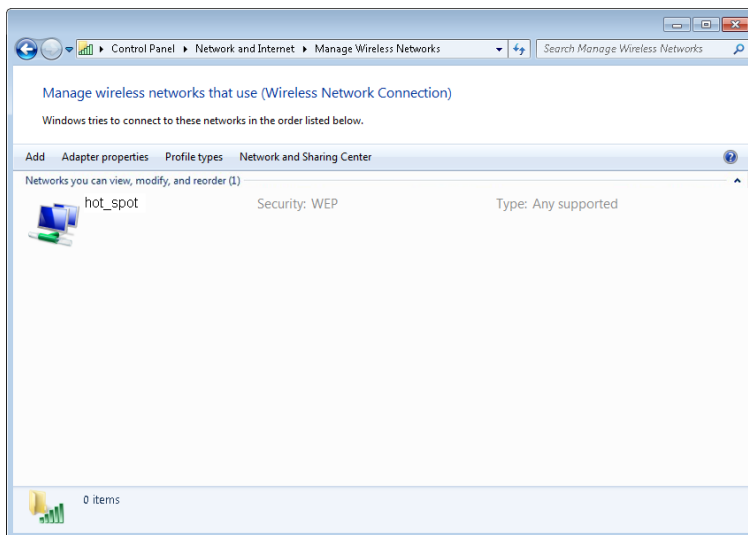 Control Panel Network and Internet Manage Wireless Networks Search Manage Wireless Networks
Manage wireless networks that use (Wireless Network Connection)
Windows tries to connect to these networks in the order listed below.
Add Adapter properties Profile types Network and Sharing Center
Networks you can view, modify, and reorder (1)
hot_spot Security: WEP Type: Any supported
0 items